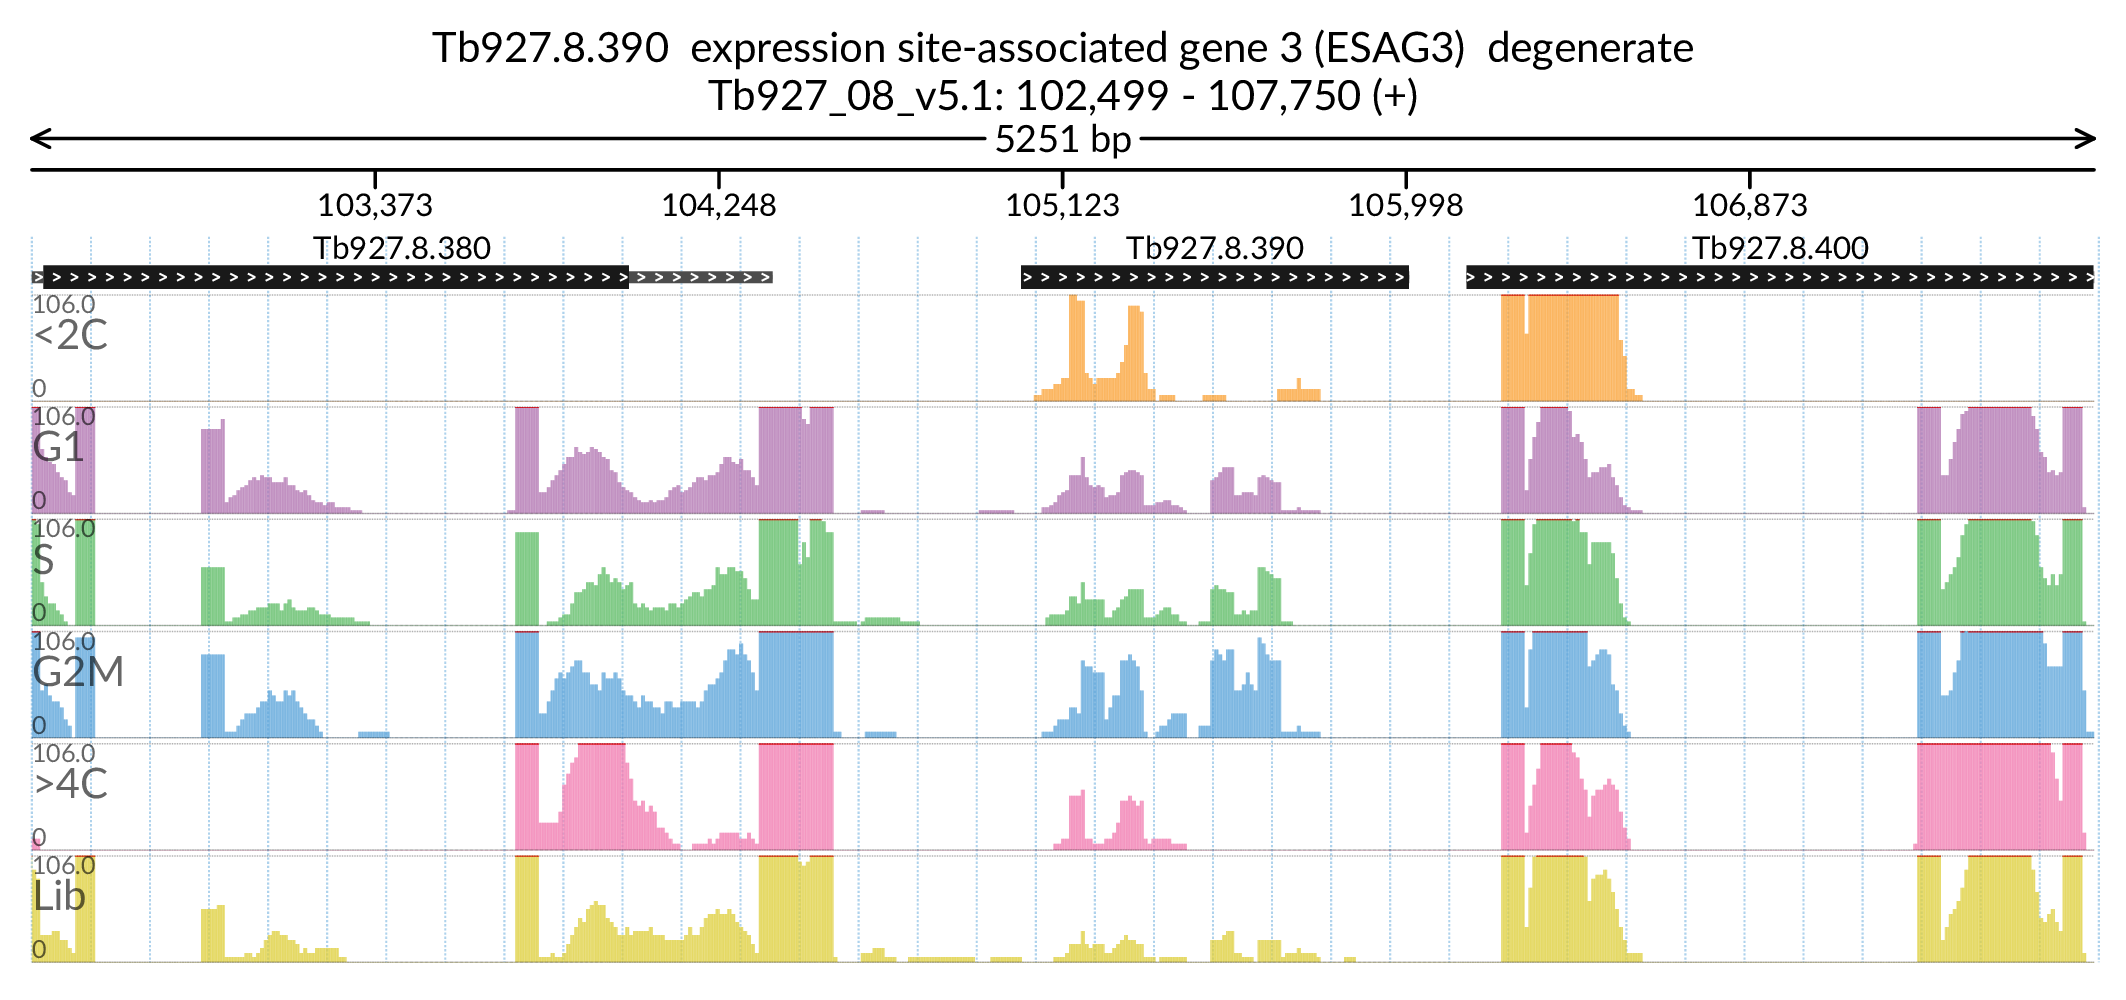 Tb927.8.390  expression site-associated gene 3 (ESAG3)  degenerate
Tb927_08_v5.1: 102,499 - 107,750 (+)
5251 bp
103,373 104,248 105,123 105,998 106,873
Tb927.8.380 Tb927.8.390 Tb927.8.400
106.0
<2C
0
106.0
G1
0
106.0
S
0
106.0
G2M
0
106.0
>4C
0
106.0
Lib
0